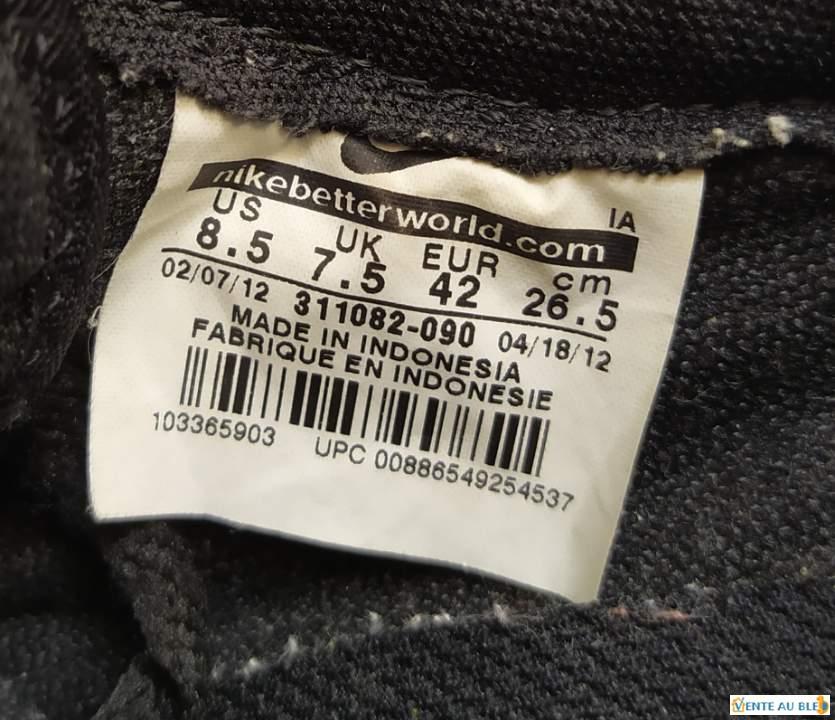 nikebetterworld.com
IA
US UK EUR cm
8.5 7.5 42 26.5
02/07/12 311082-090 04/18/12
MADE IN INDONESIA
FABRIQUE EN INDONESIE
103365903 UPC 00886549254537
VENTE AU BLED